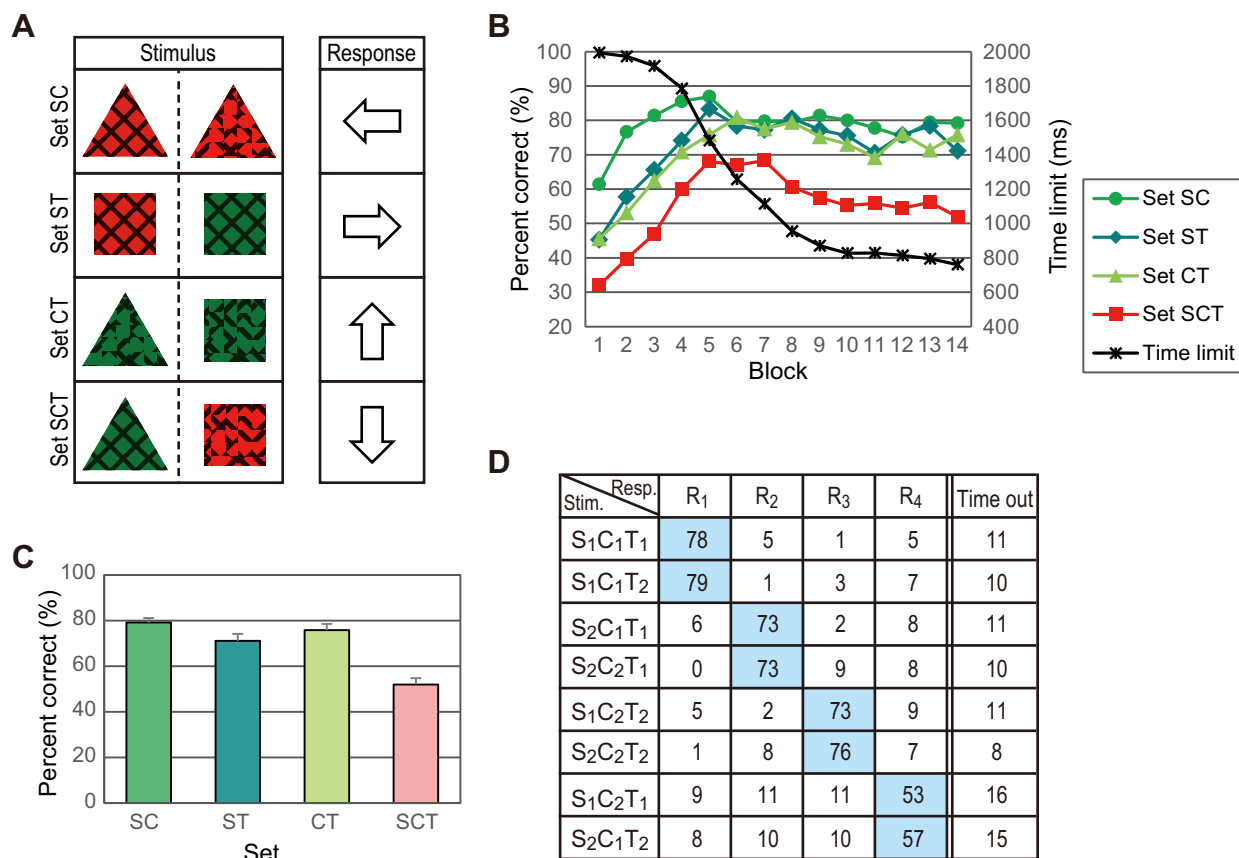 A
Stimulus Response
Set SC
Set ST
Set CT
Set SCT
B
Percent correct (%)
100
90
80
70
60
50
40
30
20
2000
1800
1600
1400
1200
1000
800
600
400
Time limit (ms)
1 2 3 4 5 6 7 8 9 10 11 12 13 14
Block
Set SC
Set ST
Set CT
Set SCT
Time limit
C
Percent correct (%)
100
80
60
40
20
0
SC ST CT SCT
Set
D
Stim. Resp. R1 R2 R3 R4 Time out
S1C1T1 78 5 1 5 11
S1C1T2 79 1 3 7 10
S2C1T1 6 73 2 8 11
S2C2T1 0 73 9 8 10
S1C2T2 5 2 73 9 11
S2C2T2 1 8 76 7 8
S1C2T1 9 11 11 53 16
S2C1T2 8 10 10 57 15